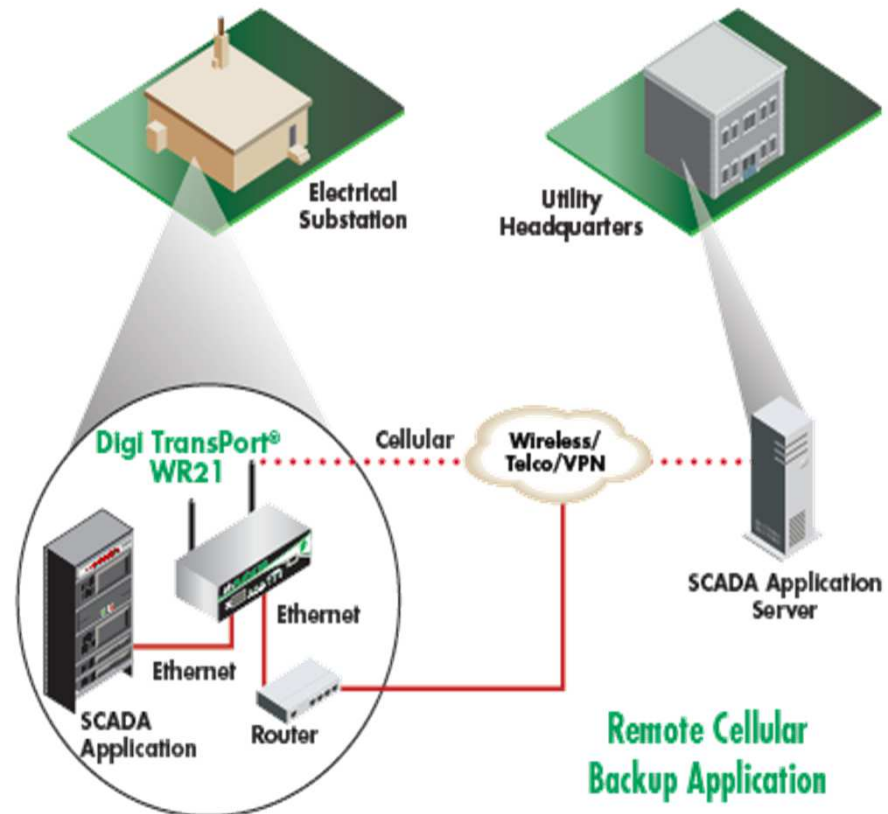 Electrical
Substation
Utility
Headquarters
Digi TransPort®
WR21
Cellular
Wireless/
Telco/VPN
SCADA Application
Server
Ethernet
Ethernet
SCADA
Application
Router
Remote Cellular
Backup Application